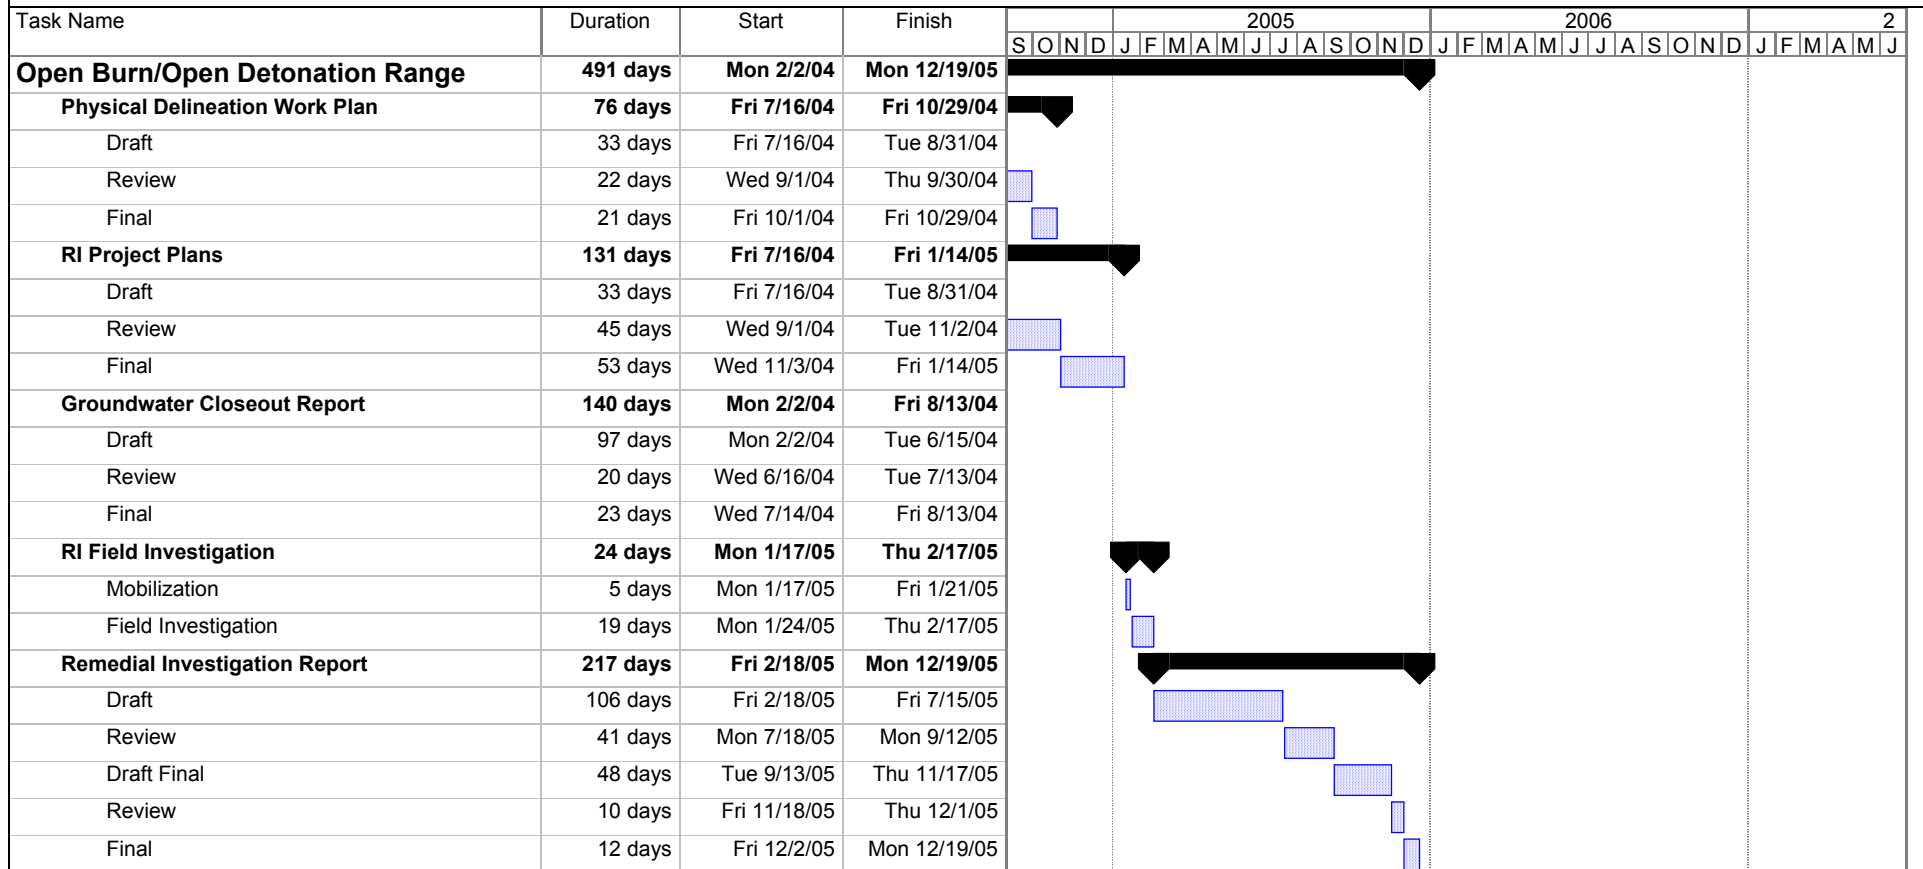 Task Name Duration Start Finish 2005 2006 2
S O N D J F M A M J J A S O N D J F M A M J J A S O N D J F M A M J
Open Burn/Open Detonation Range 491 days Mon 2/2/04 Mon 12/19/05
Physical Delineation Work Plan 76 days Fri 7/16/04 Fri 10/29/04
Draft 33 days Fri 7/16/04 Tue 8/31/04
Review 22 days Wed 9/1/04 Thu 9/30/04
Final 21 days Fri 10/1/04 Fri 10/29/04
RI Project Plans 131 days Fri 7/16/04 Fri 1/14/05
Draft 33 days Fri 7/16/04 Tue 8/31/04
Review 45 days Wed 9/1/04 Tue 11/2/04
Final 53 days Wed 11/3/04 Fri 1/14/05
Groundwater Closeout Report 140 days Mon 2/2/04 Fri 8/13/04
Draft 97 days Mon 2/2/04 Tue 6/15/04
Review 20 days Wed 6/16/04 Tue 7/13/04
Final 23 days Wed 7/14/04 Fri 8/13/04
RI Field Investigation 24 days Mon 1/17/05 Thu 2/17/05
Mobilization 5 days Mon 1/17/05 Fri 1/21/05
Field Investigation 19 days Mon 1/24/05 Thu 2/17/05
Remedial Investigation Report 217 days Fri 2/18/05 Mon 12/19/05
Draft 106 days Fri 2/18/05 Fri 7/15/05
Review 41 days Mon 7/18/05 Mon 9/12/05
Draft Final 48 days Tue 9/13/05 Thu 11/17/05
Review 10 days Fri 11/18/05 Thu 12/1/05
Final 12 days Fri 12/2/05 Mon 12/19/05